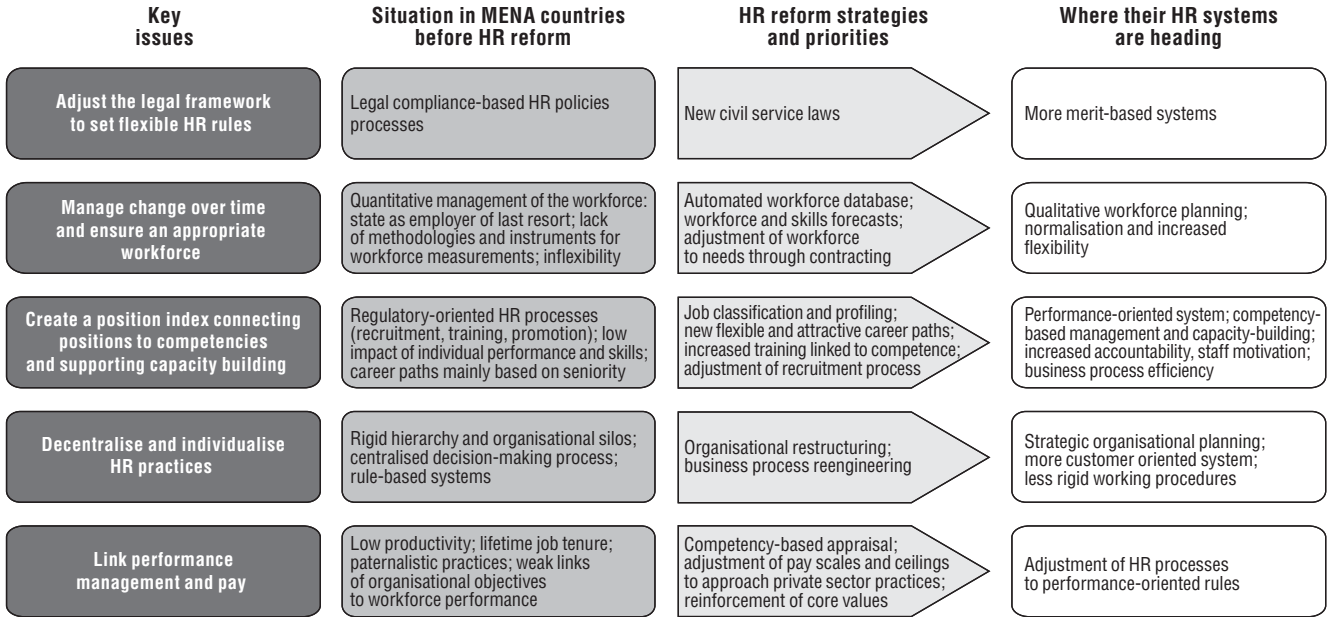 Key
issues
Situation in MENA countries
before HR reform
HR reform strategies
and priorities
Where their HR systems
are heading
Adjust the legal framework
to set flexible HR rules
Legal compliance-based HR policies
processes
New civil service laws
More merit-based systems
Manage change over time
and ensure an appropriate
workforce
Quantitative management of the workforce:
state as employer of last resort; lack
of methodologies and instruments for
workforce measurements; inflexibility
Automated workforce database;
workforce and skills forecasts;
adjustment of workforce
to needs through contracting
Qualitative workforce planning;
normalisation and increased
flexibility
Create a position index connecting
positions to competencies
and supporting capacity building
Regulatory-oriented HR processes
(recruitment, training, promotion); low
impact of individual performance and skills;
career paths mainly based on seniority
Job classification and profiling;
new flexible and attractive career paths;
increased training linked to competence;
adjustment of recruitment process
Performance-oriented system; competency-
based management and capacity-building;
increased accountability, staff motivation;
business process efficiency
Decentralise and individualise
HR practices
Rigid hierarchy and organisational silos;
centralised decision-making process;
rule-based systems
Organisational restructuring;
business process reengineering
Strategic organisational planning;
more customer oriented system;
less rigid working procedures
Link performance
management and pay
Low productivity; lifetime job tenure;
paternalistic practices; weak links
of organisational objectives
to workforce performance
Competency-based appraisal;
adjustment of pay scales and ceilings
to approach private sector practices;
reinforcement of core values
Adjustment of HR processes
to performance-oriented rules